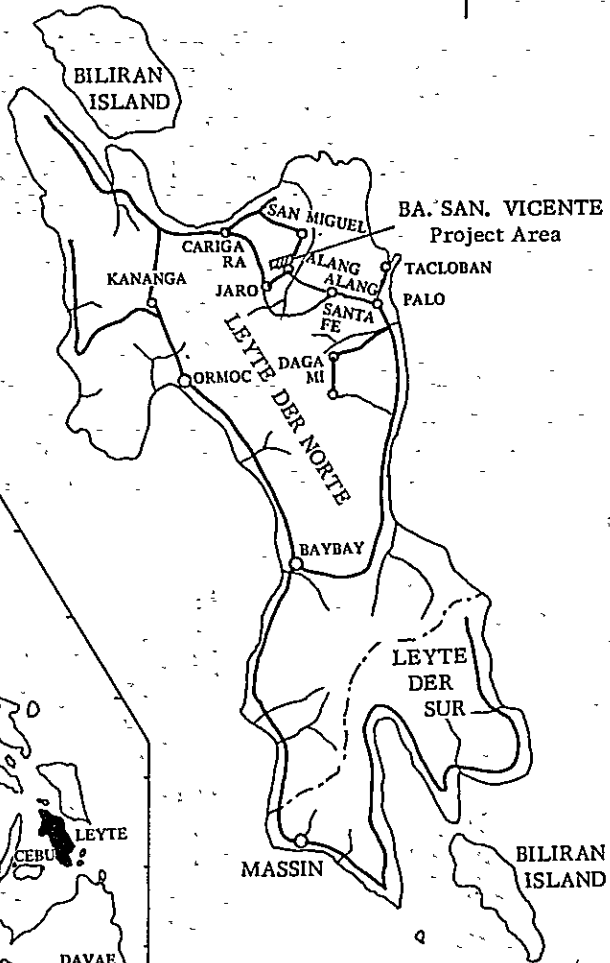 BILIRAN
ISLAND
SAN MIGUEL
BA. SAN. VICENTE
Project Area
CARIGA
RA
ALANG
ALANG
TACLOBAN
KANANGA
JARO
PALO
SANTA
FE
DAGA
MI
ORMOC
LEYTE DER NORTE
BAYBAY
LEYTE
DER
SUR
LEYTE
CEBU
MASSIN
BILIRAN
ISLAND
DAVAE